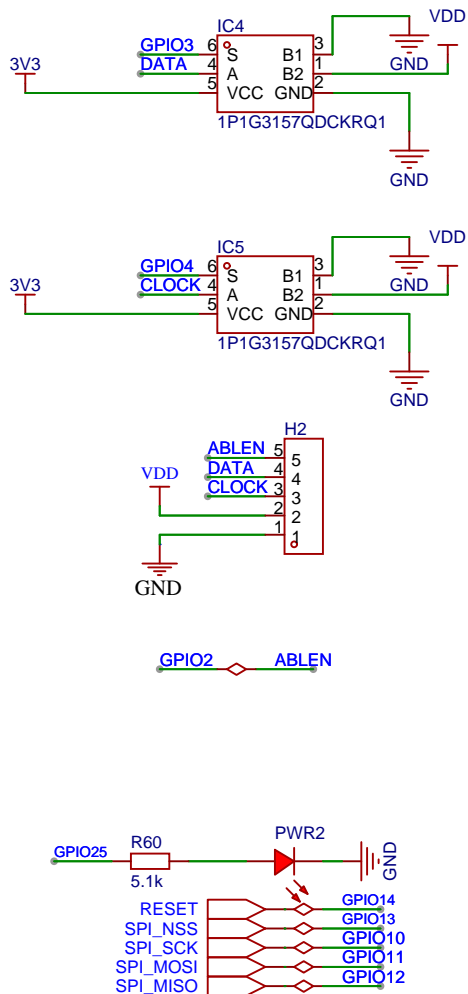 IC4
VDD
GPIO3 6 S B1 3
3V3 DATA 4 A B2 1 GND
5 VCC GND 2
1P1G3157QDCKRQ1
GND
IC5
VDD
GPIO4 6 S B1 3
3V3 CLOCK 4 A B2 1 GND
5 VCC GND 2
1P1G3157QDCKRQ1
GND
H2
ABLEN 5 5
VDD DATA 4 4
CLOCK 3 3
2 2
1 1
GND
GPIO2 ABLEN
R60 PWR2
GPIO25 GND
5.1k
RESET GPIO14
SPI_NSS GPIO13
SPI_SCK GPIO10
SPI_MOSI GPIO11
SPI_MISO GPIO12